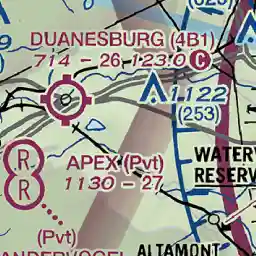 DUANESBURG (4B1)
714 - 26 123.0 C
1122
(253)
R
R
APEX (Pvt)
1130 - 27
WATERV
RESERV
(Pvt)
ALTAMONT